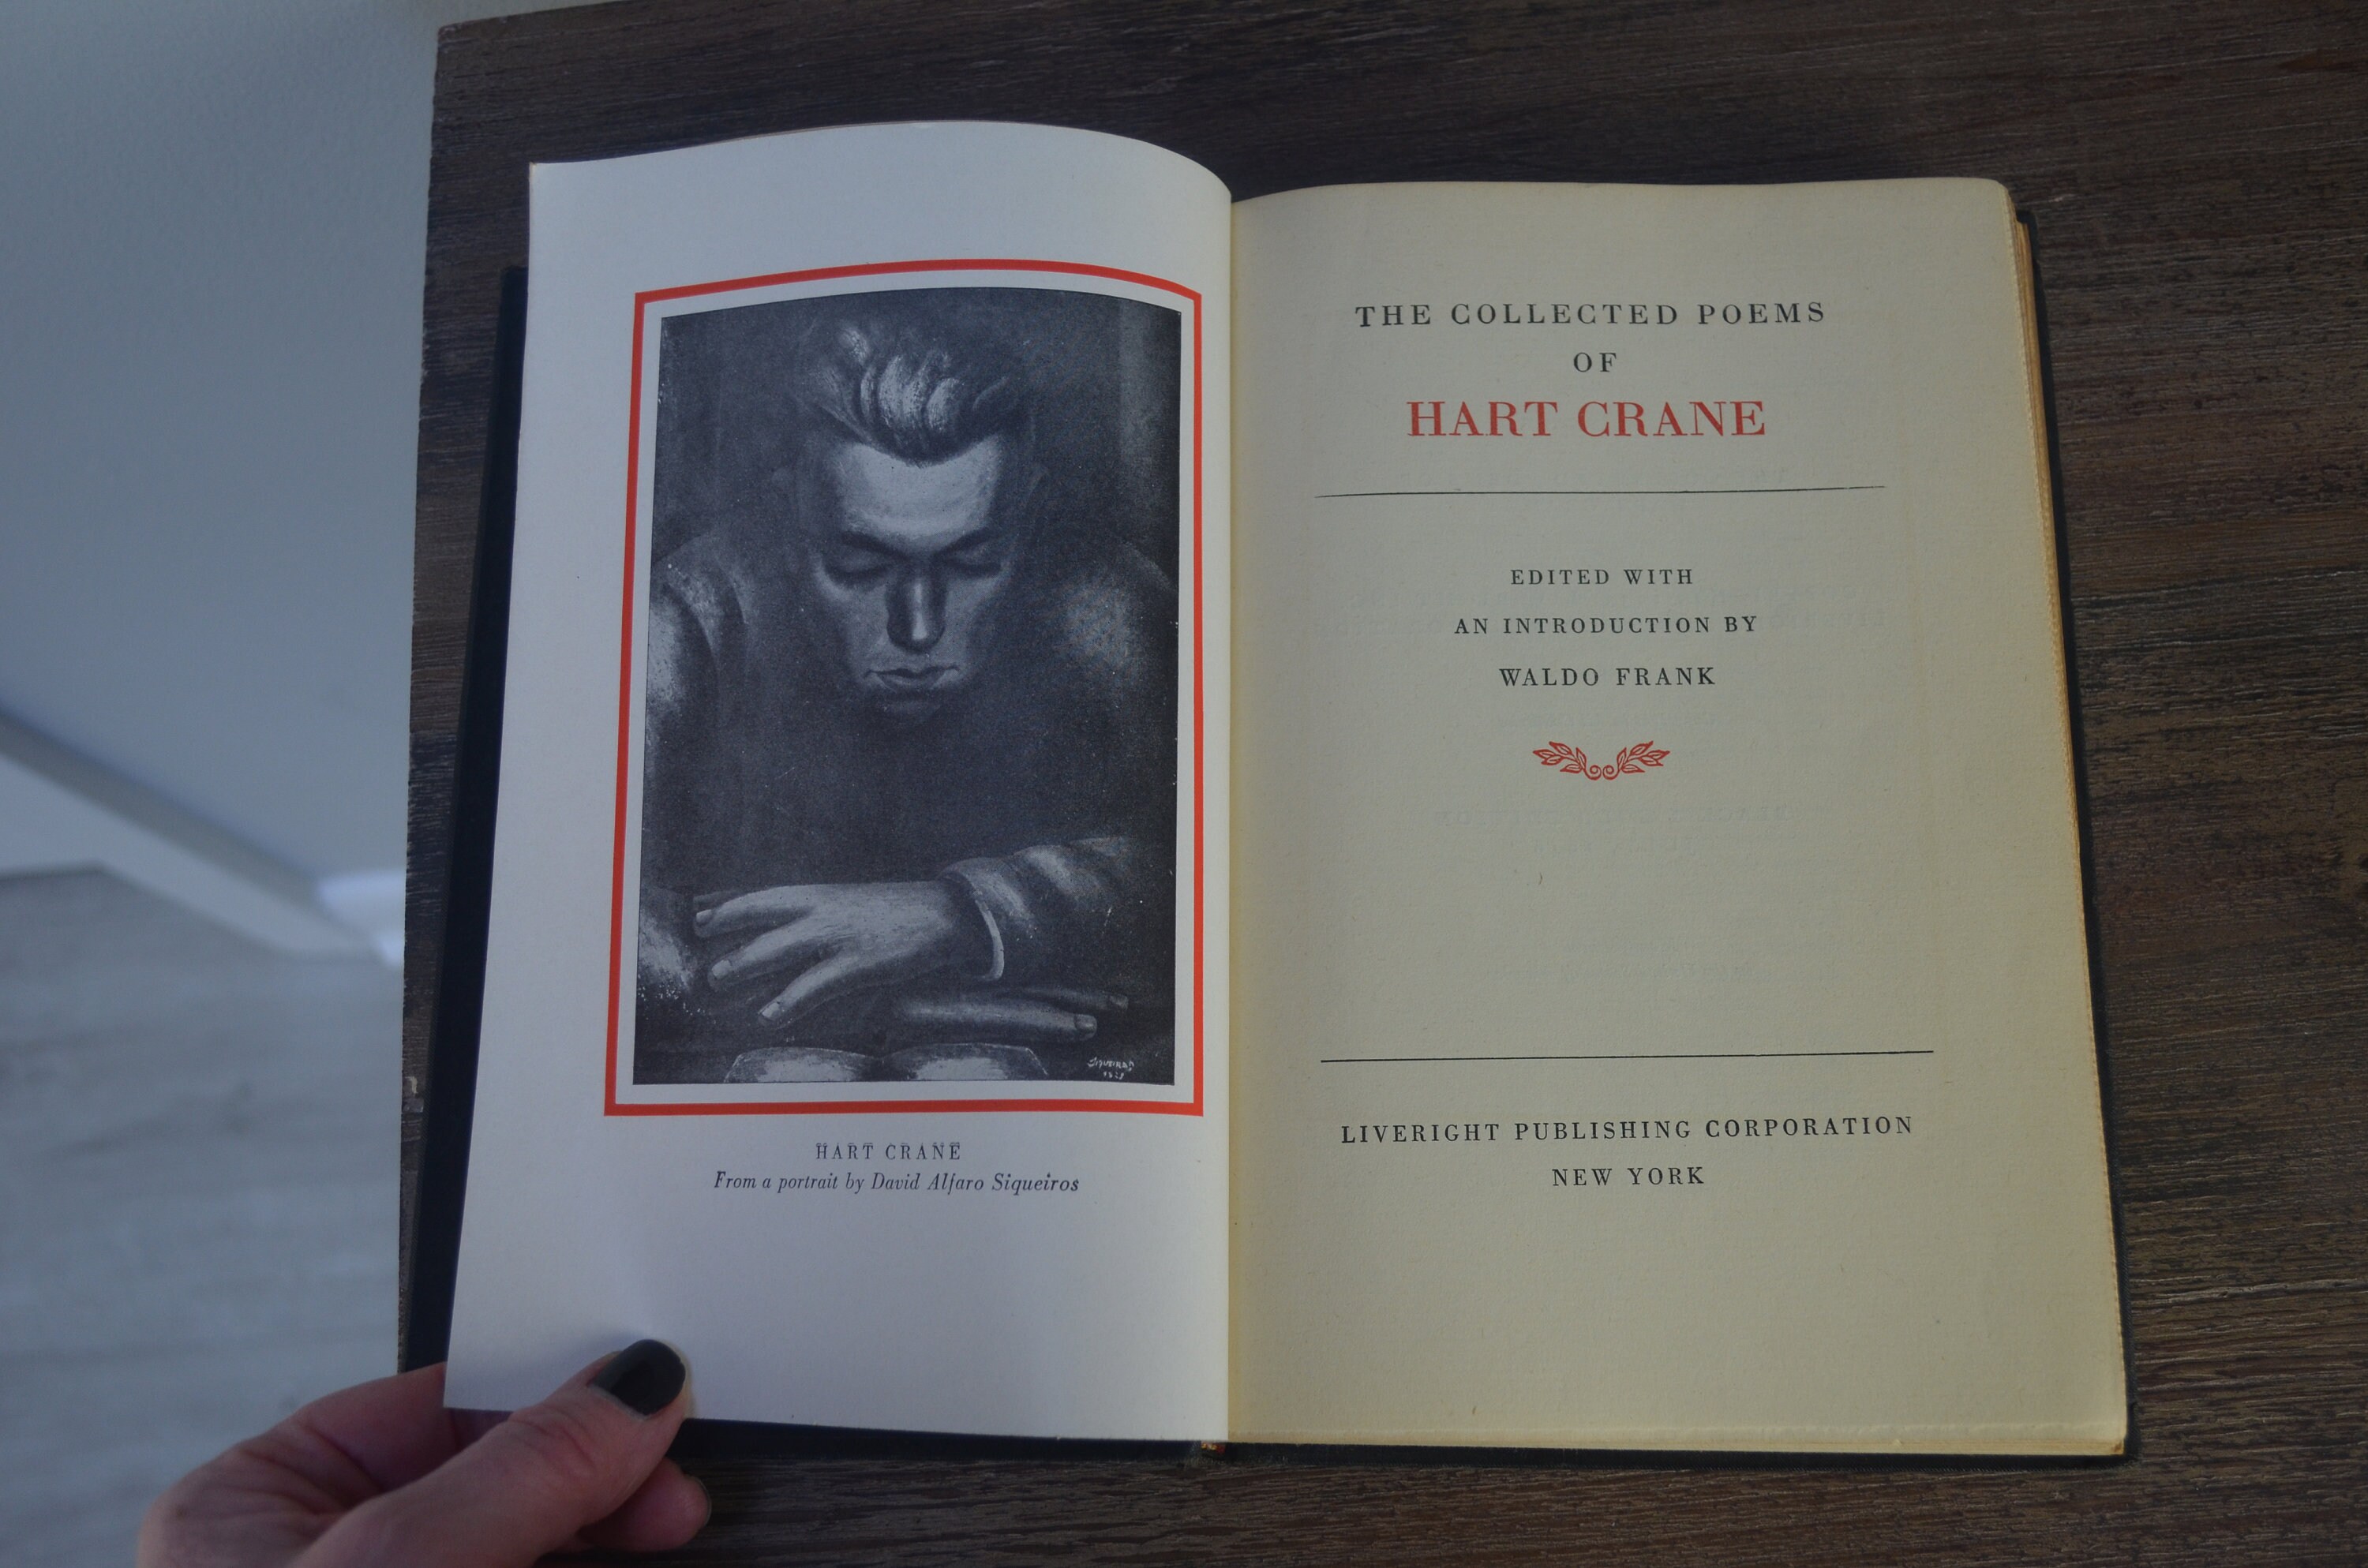 SIQUEIROS
HART CRANE
From a portrait by David Alfaro Siqueiros
THE COLLECTED POEMS
OF
HART CRANE
EDITED WITH
AN INTRODUCTION BY
WALDO FRANK
LIVERIGHT PUBLISHING CORPORATION
NEW YORK